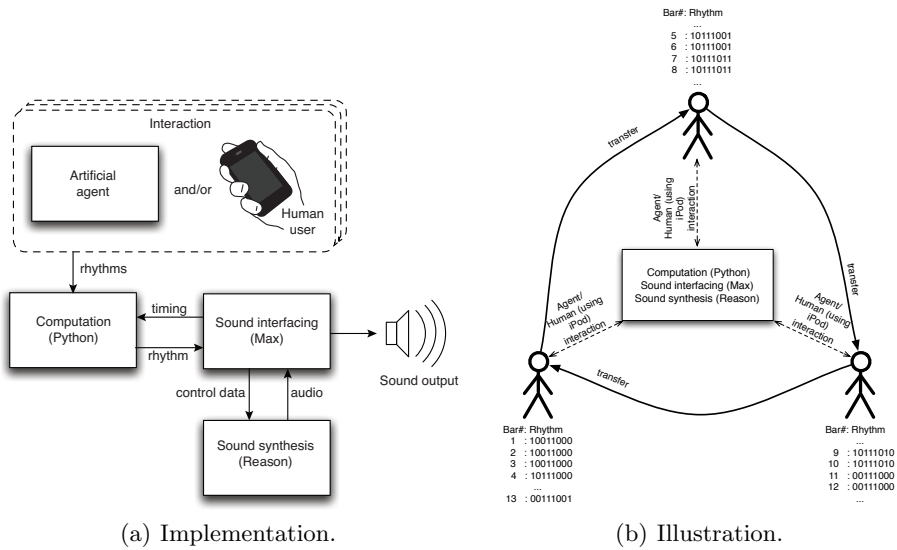 Interaction
Artificial
agent
and/or
Human
user
rhythms
Computation
(Python)
timing
rhythm
Sound interfacing
(Max)
Sound output
control data
audio
Sound synthesis
(Reason)
(a) Implementation.
Bar#: Rhythm
...
5 : 10111001
6 : 10111001
7 : 10111011
8 : 10111011
...
transfer
Agent/
Human (using
iPod)
interaction
Computation (Python)
Sound interfacing (Max)
Sound synthesis (Reason)
transfer
Agent/
Human (using
iPod)
interaction
Agent/
Human (using
iPod)
interaction
transfer
Bar#: Rhythm
1 : 10011000
2 : 10011000
3 : 10011000
4 : 10111000
...
13 : 00111001
Bar#: Rhythm
...
9 : 10111010
10 : 10111010
11 : 00111000
12 : 00111000
...
(b) Illustration.